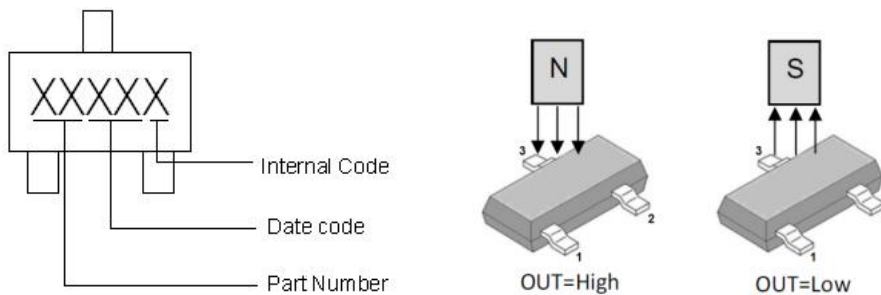 XXXXX
Internal Code
Date code
Part Number
N
3
2
1
OUT=High
S
3
1
OUT=Low